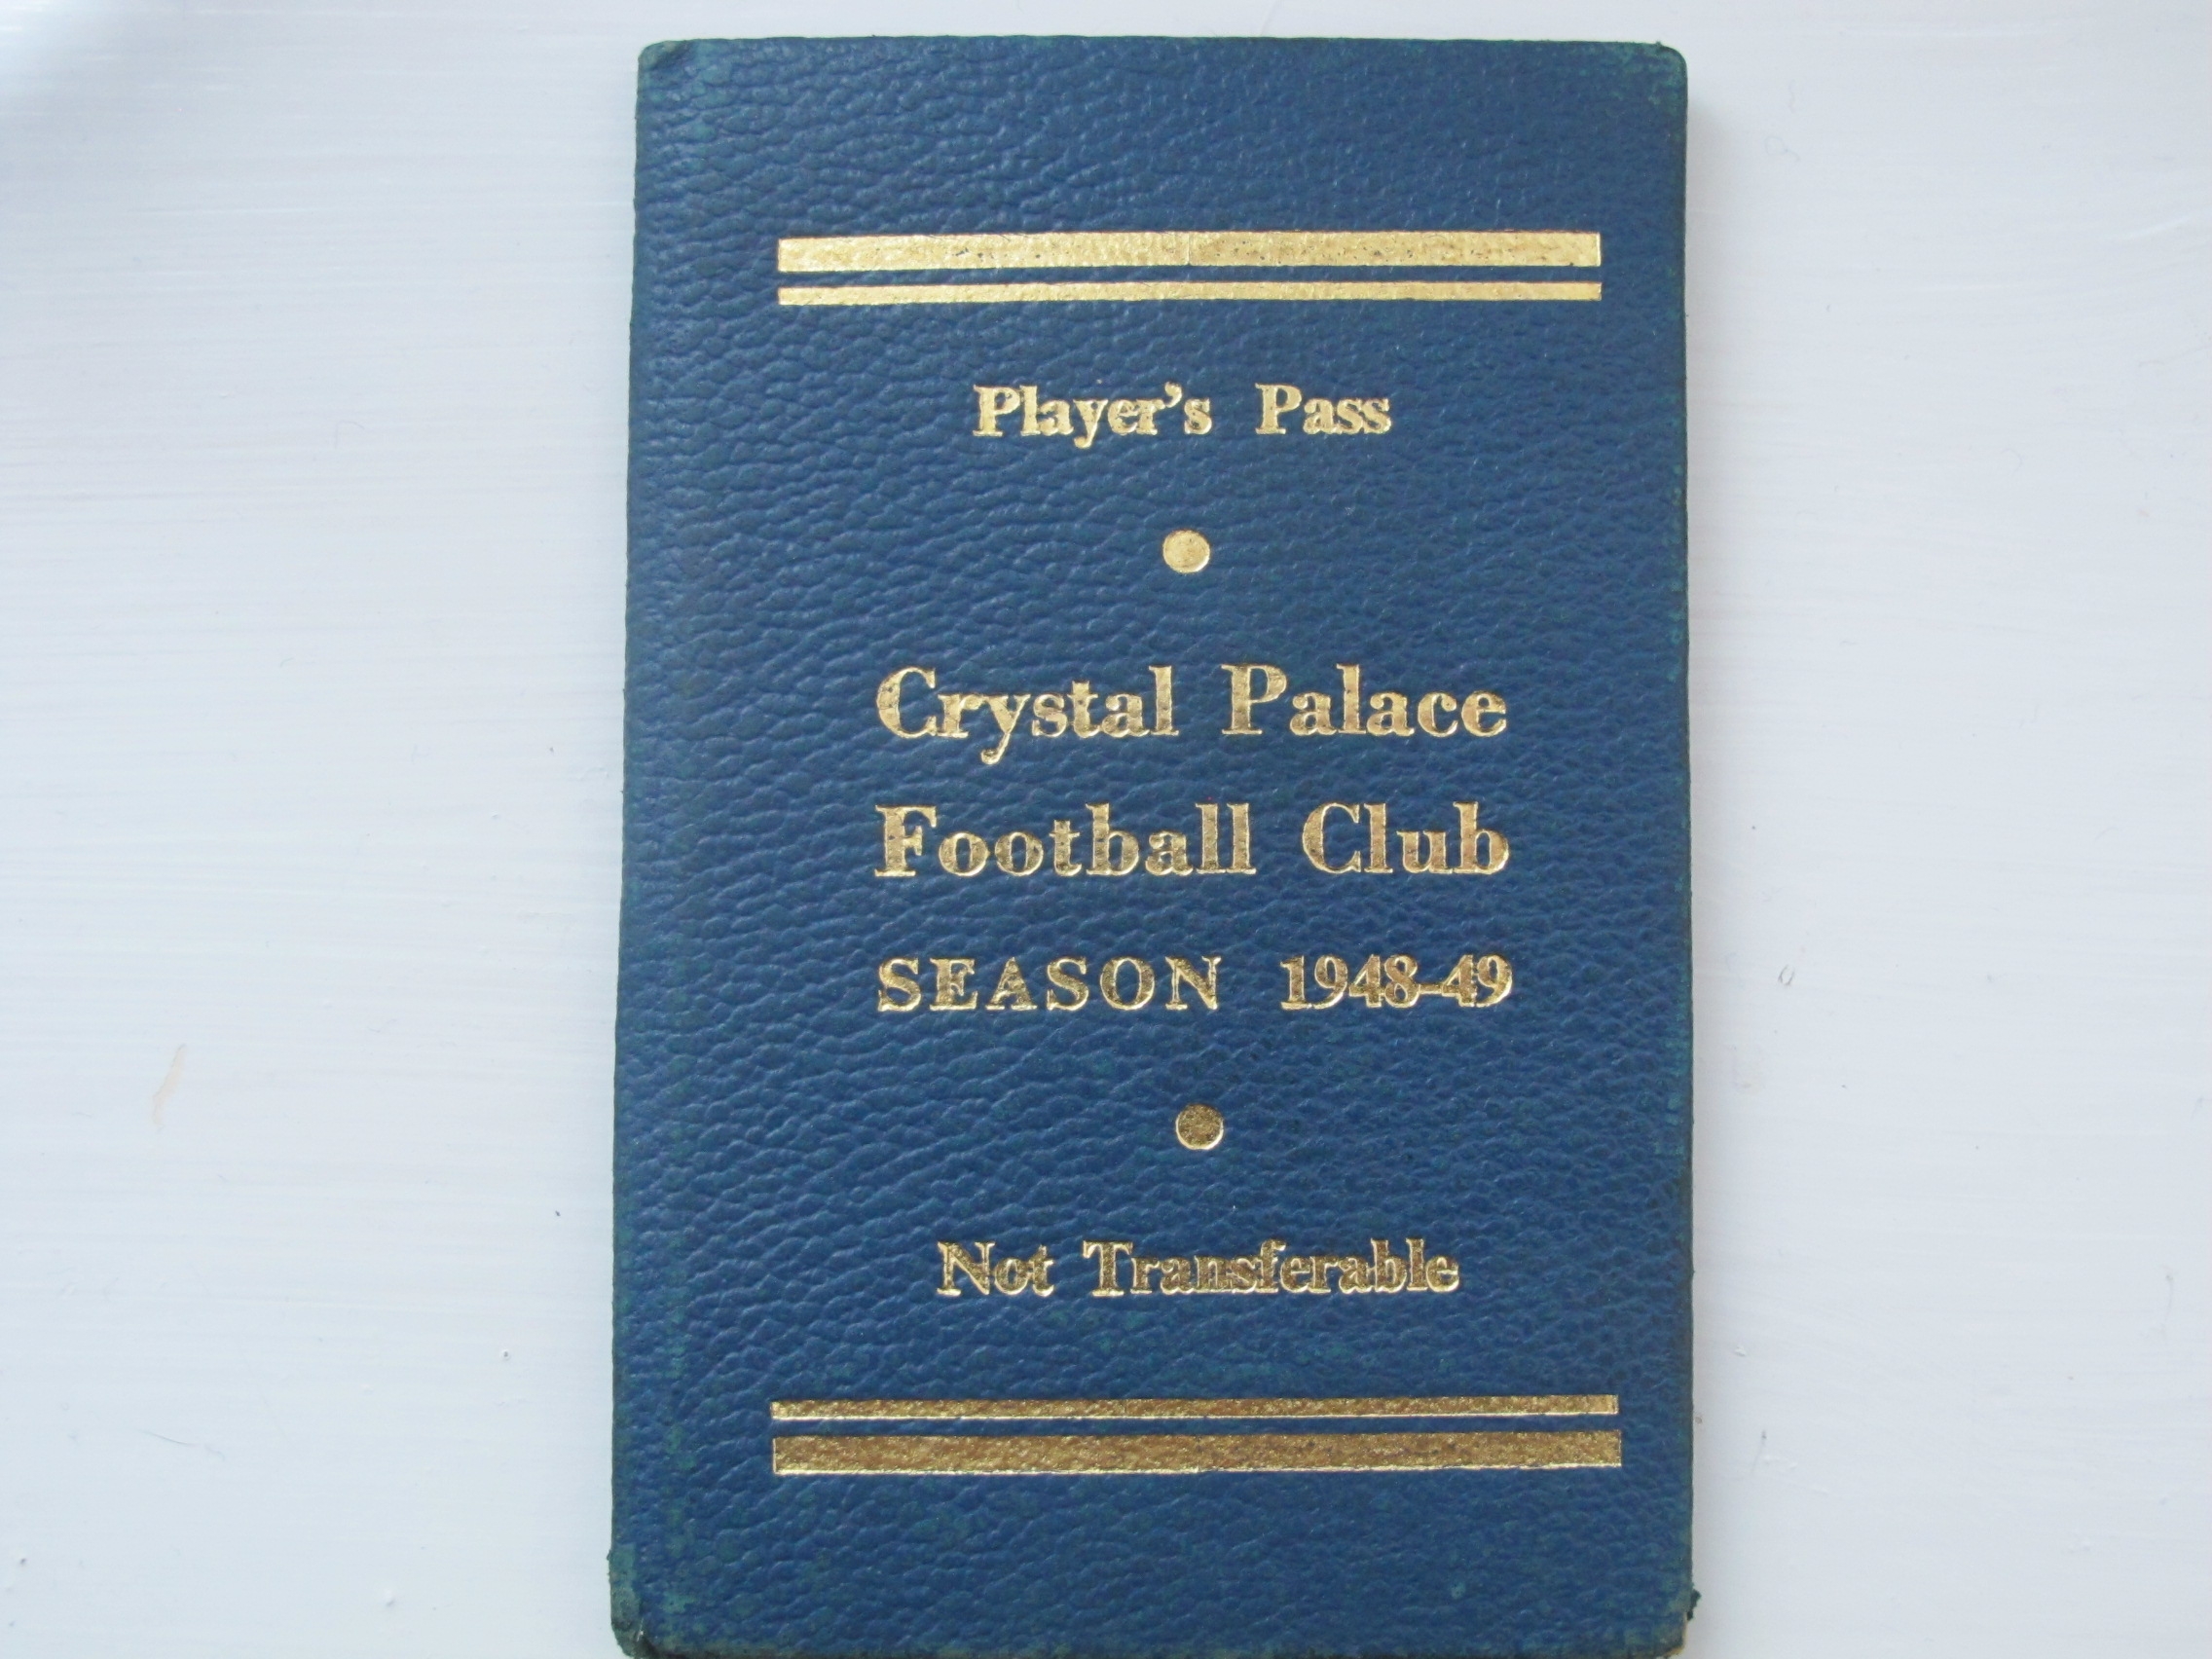 Player's Pass
Crystal Palace
Football Club
SEASON 1948-49
Not Transferable